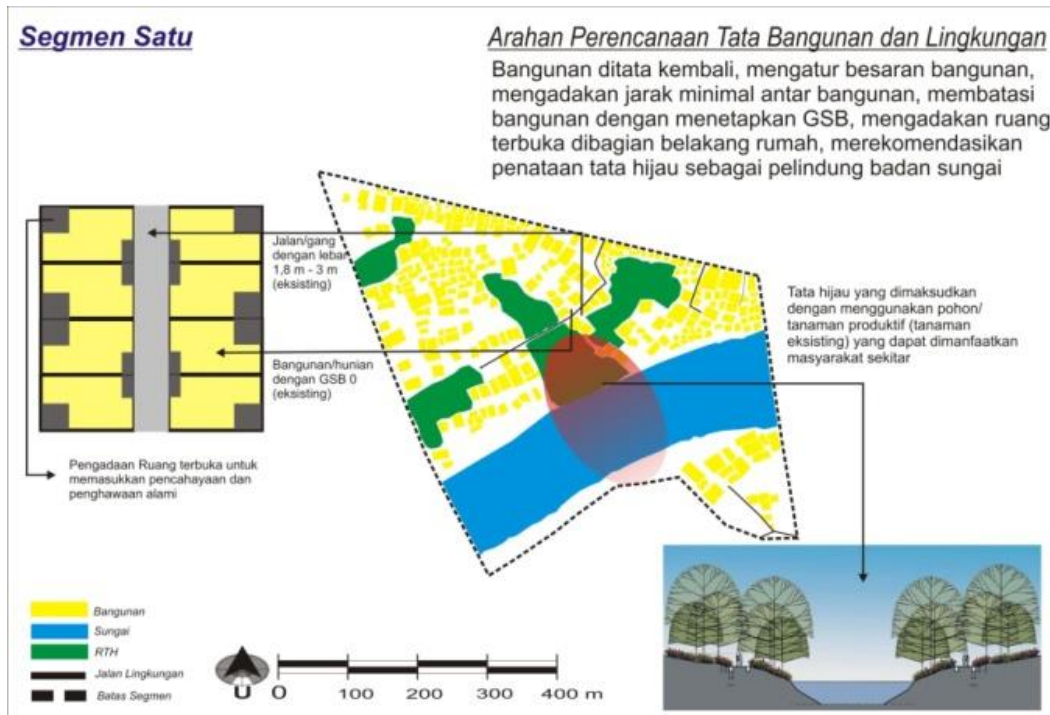 Segmen Satu
Arahan Perencanaan Tata Bangunan dan Lingkungan
Bangunan ditata kembali, mengatur besaran bangunan,
mengadakan jarak minimal antar bangunan, membatasi
bangunan dengan menetapkan GSB, mengadakan ruang
terbuka dibagian belakang rumah, merekomendasikan
penataan tata hijau sebagai pelindung badan sungai
Jalan/gang
dengan lebar
1,8 m - 3 m
(eksisting)
Bangunan/hunian
dengan GSB 0
(eksisting)
Tata hijau yang dimaksudkan
dengan menggunakan pohon/
tanaman produktif (tanaman
eksisting) yang dapat dimanfaatkan
masyarakat sekitar
Pengadaan Ruang terbuka untuk
memasukkan pencahayaan dan
penghawaan alami
Bangunan
Sungai
RTH
Jalan Lingkungan
Batas Segmen
U
0 100 200 300 400 m